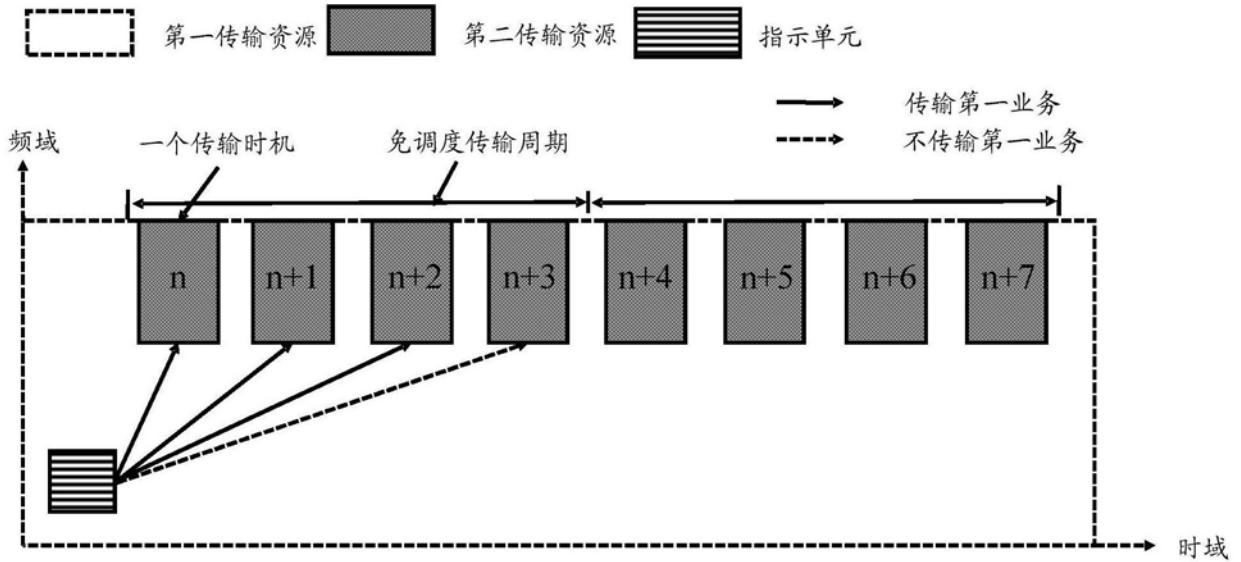 第一传输资源 第二传输资源 指示单元
传输第一业务
不传输第一业务
频域 一个传输时机 免调度传输周期
n n+1 n+2 n+3 n+4 n+5 n+6 n+7
时域